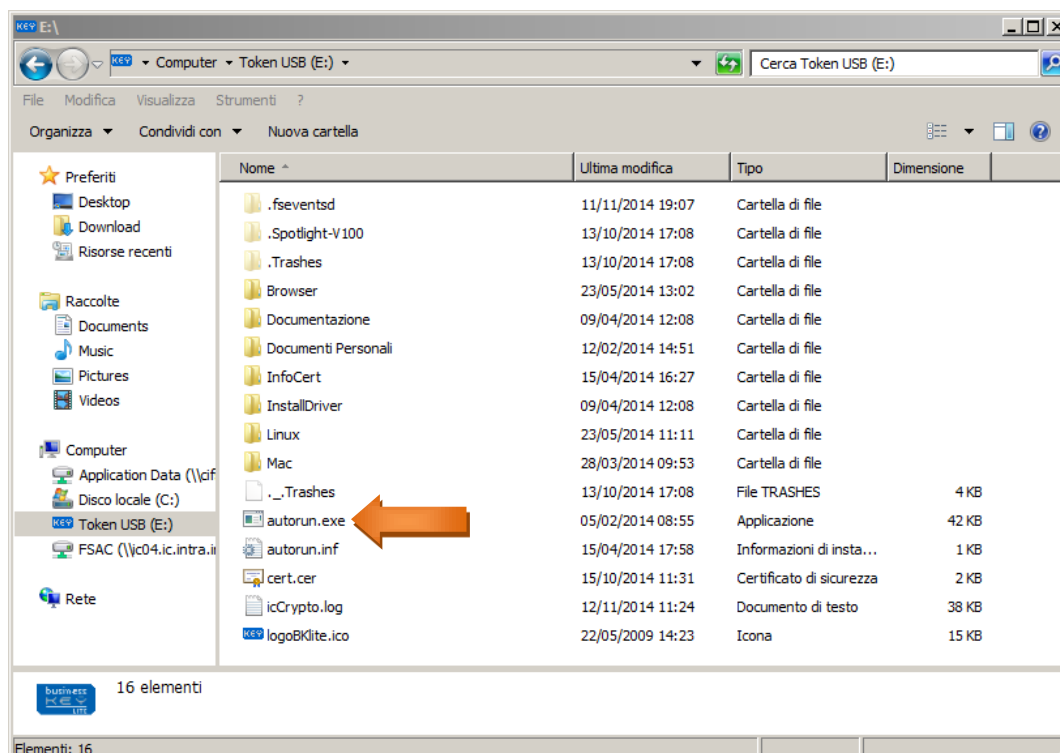 KEY E:\
KEY Computer Token USB (E:) Cerca Token USB (E:)
File Modifica Visualizza Strumenti ?
Organizza Condividi con Nuova cartella
Preferiti
Desktop
Download
Risorse recenti
Raccolte
Documents
Music
Pictures
Videos
Computer
Application Data (\\cif
Disco locale (C:)
KEY Token USB (E:)
FSAC (\\ic04.ic.intra.i
Rete
Nome Ultima modifica Tipo Dimensione
.fseventsd 11/11/2014 19:07 Cartella di file
.Spotlight-V100 13/10/2014 17:08 Cartella di file
.Trashes 13/10/2014 17:08 Cartella di file
Browser 23/05/2014 13:02 Cartella di file
Documentazione 09/04/2014 12:08 Cartella di file
Documenti Personali 12/02/2014 14:51 Cartella di file
InfoCert 15/04/2014 16:27 Cartella di file
InstallDriver 09/04/2014 12:08 Cartella di file
Linux 23/05/2014 11:11 Cartella di file
Mac 28/03/2014 09:53 Cartella di file
._.Trashes 13/10/2014 17:08 File TRASHES 4 KB
autorun.exe 05/02/2014 08:55 Applicazione 42 KB
autorun.inf 15/04/2014 17:58 Informazioni di insta... 1 KB
cert.cer 15/10/2014 11:31 Certificato di sicurezza 2 KB
icCrypto.log 12/11/2014 11:24 Documento di testo 38 KB
KEY logoBKlite.ico 22/05/2009 14:23 Icona 15 KB
business
KEY
LITE
16 elementi
Elementi: 16